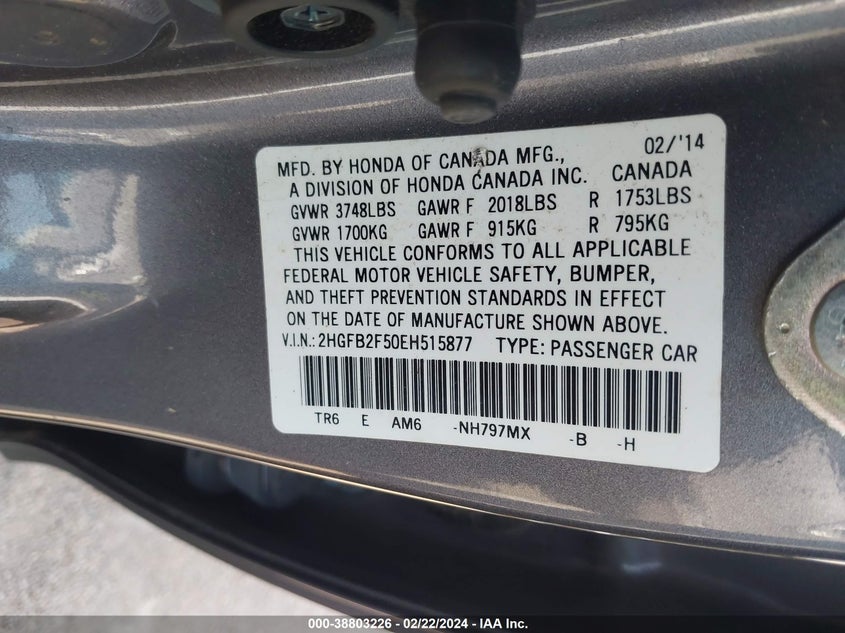 02/'14
MFD. BY HONDA OF CANADA MFG.,
A DIVISION OF HONDA CANADA INC. CANADA
GVWR 3748LBS GAWR F 2018LBS R 1753LBS
GVWR 1700KG GAWR F 915KG R 795KG
THIS VEHICLE CONFORMS TO ALL APPLICABLE
FEDERAL MOTOR VEHICLE SAFETY, BUMPER,
AND THEFT PREVENTION STANDARDS IN EFFECT
ON THE DATE OF MANUFACTURE SHOWN ABOVE.
V.I.N.: 2HGFB2F50EH515877 TYPE: PASSENGER CAR
TR6 E AM6 -NH797MX -B -H
000-38803226 - 02/22/2024 - IAA Inc.